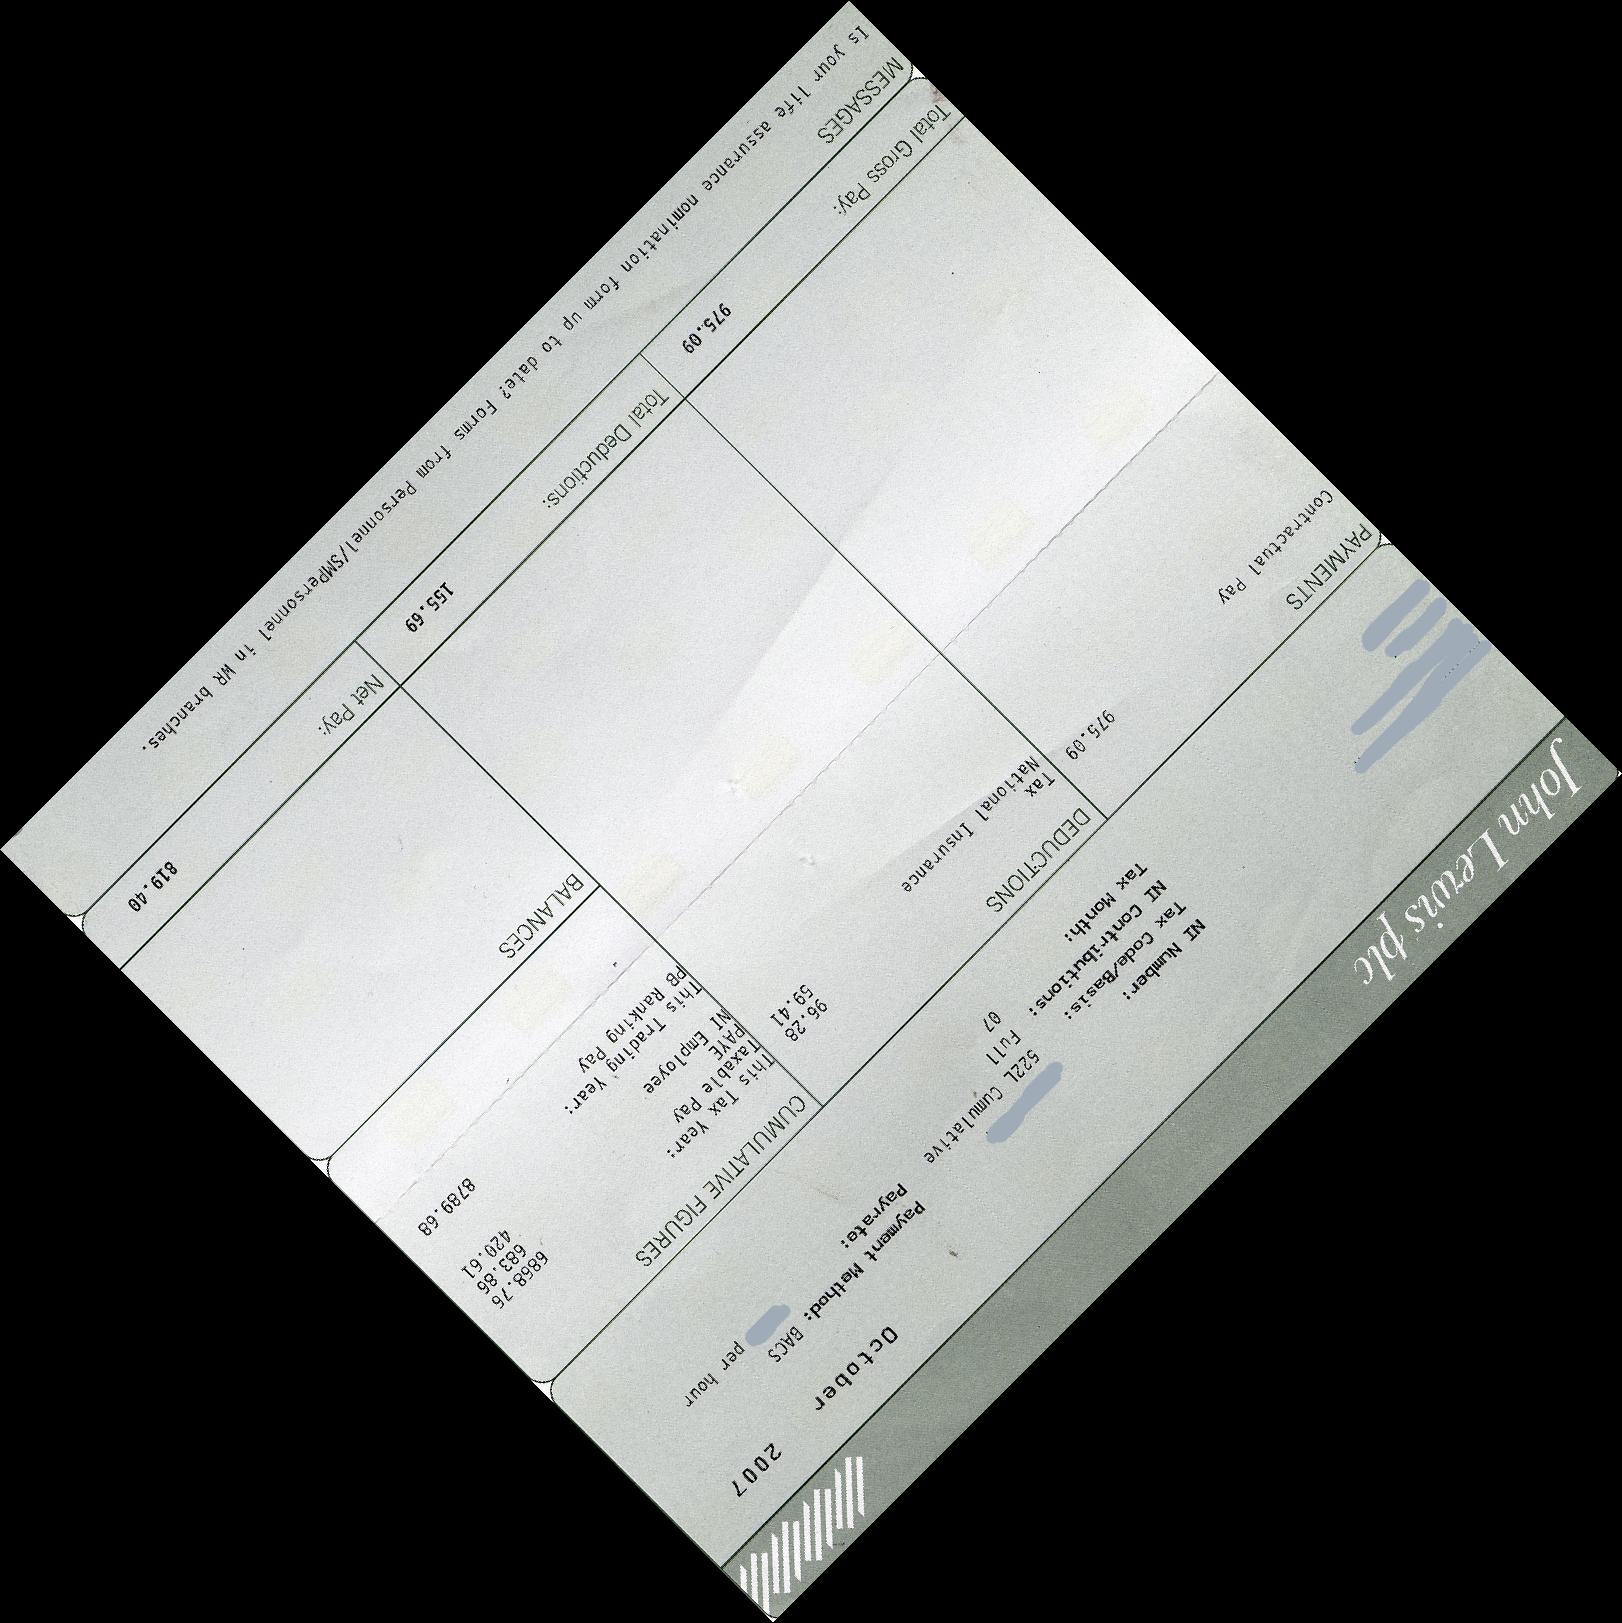 John Lewis plc
October 2007
NI Number:
Payment Method: BACS
Tax Code/Basis: 522L Cumulative
Payrate: per hour
NI Contributions: Full
Tax Month: 07
PAYMENTS
DEDUCTIONS
CUMULATIVE FIGURES
Contractual Pay 975.09
Tax 96.28
National Insurance 59.41
This Tax Year:
Taxable Pay 6868.76
PAYE 683.86
NI Employee 420.61
This Trading Year:
PB Ranking Pay 8789.68
BALANCES
Total Gross Pay: 975.09
Total Deductions: 155.69
Net Pay: 819.40
MESSAGES
Is your life assurance nomination form up to date? Forms from Personnel/SMPersonnel in WR branches.